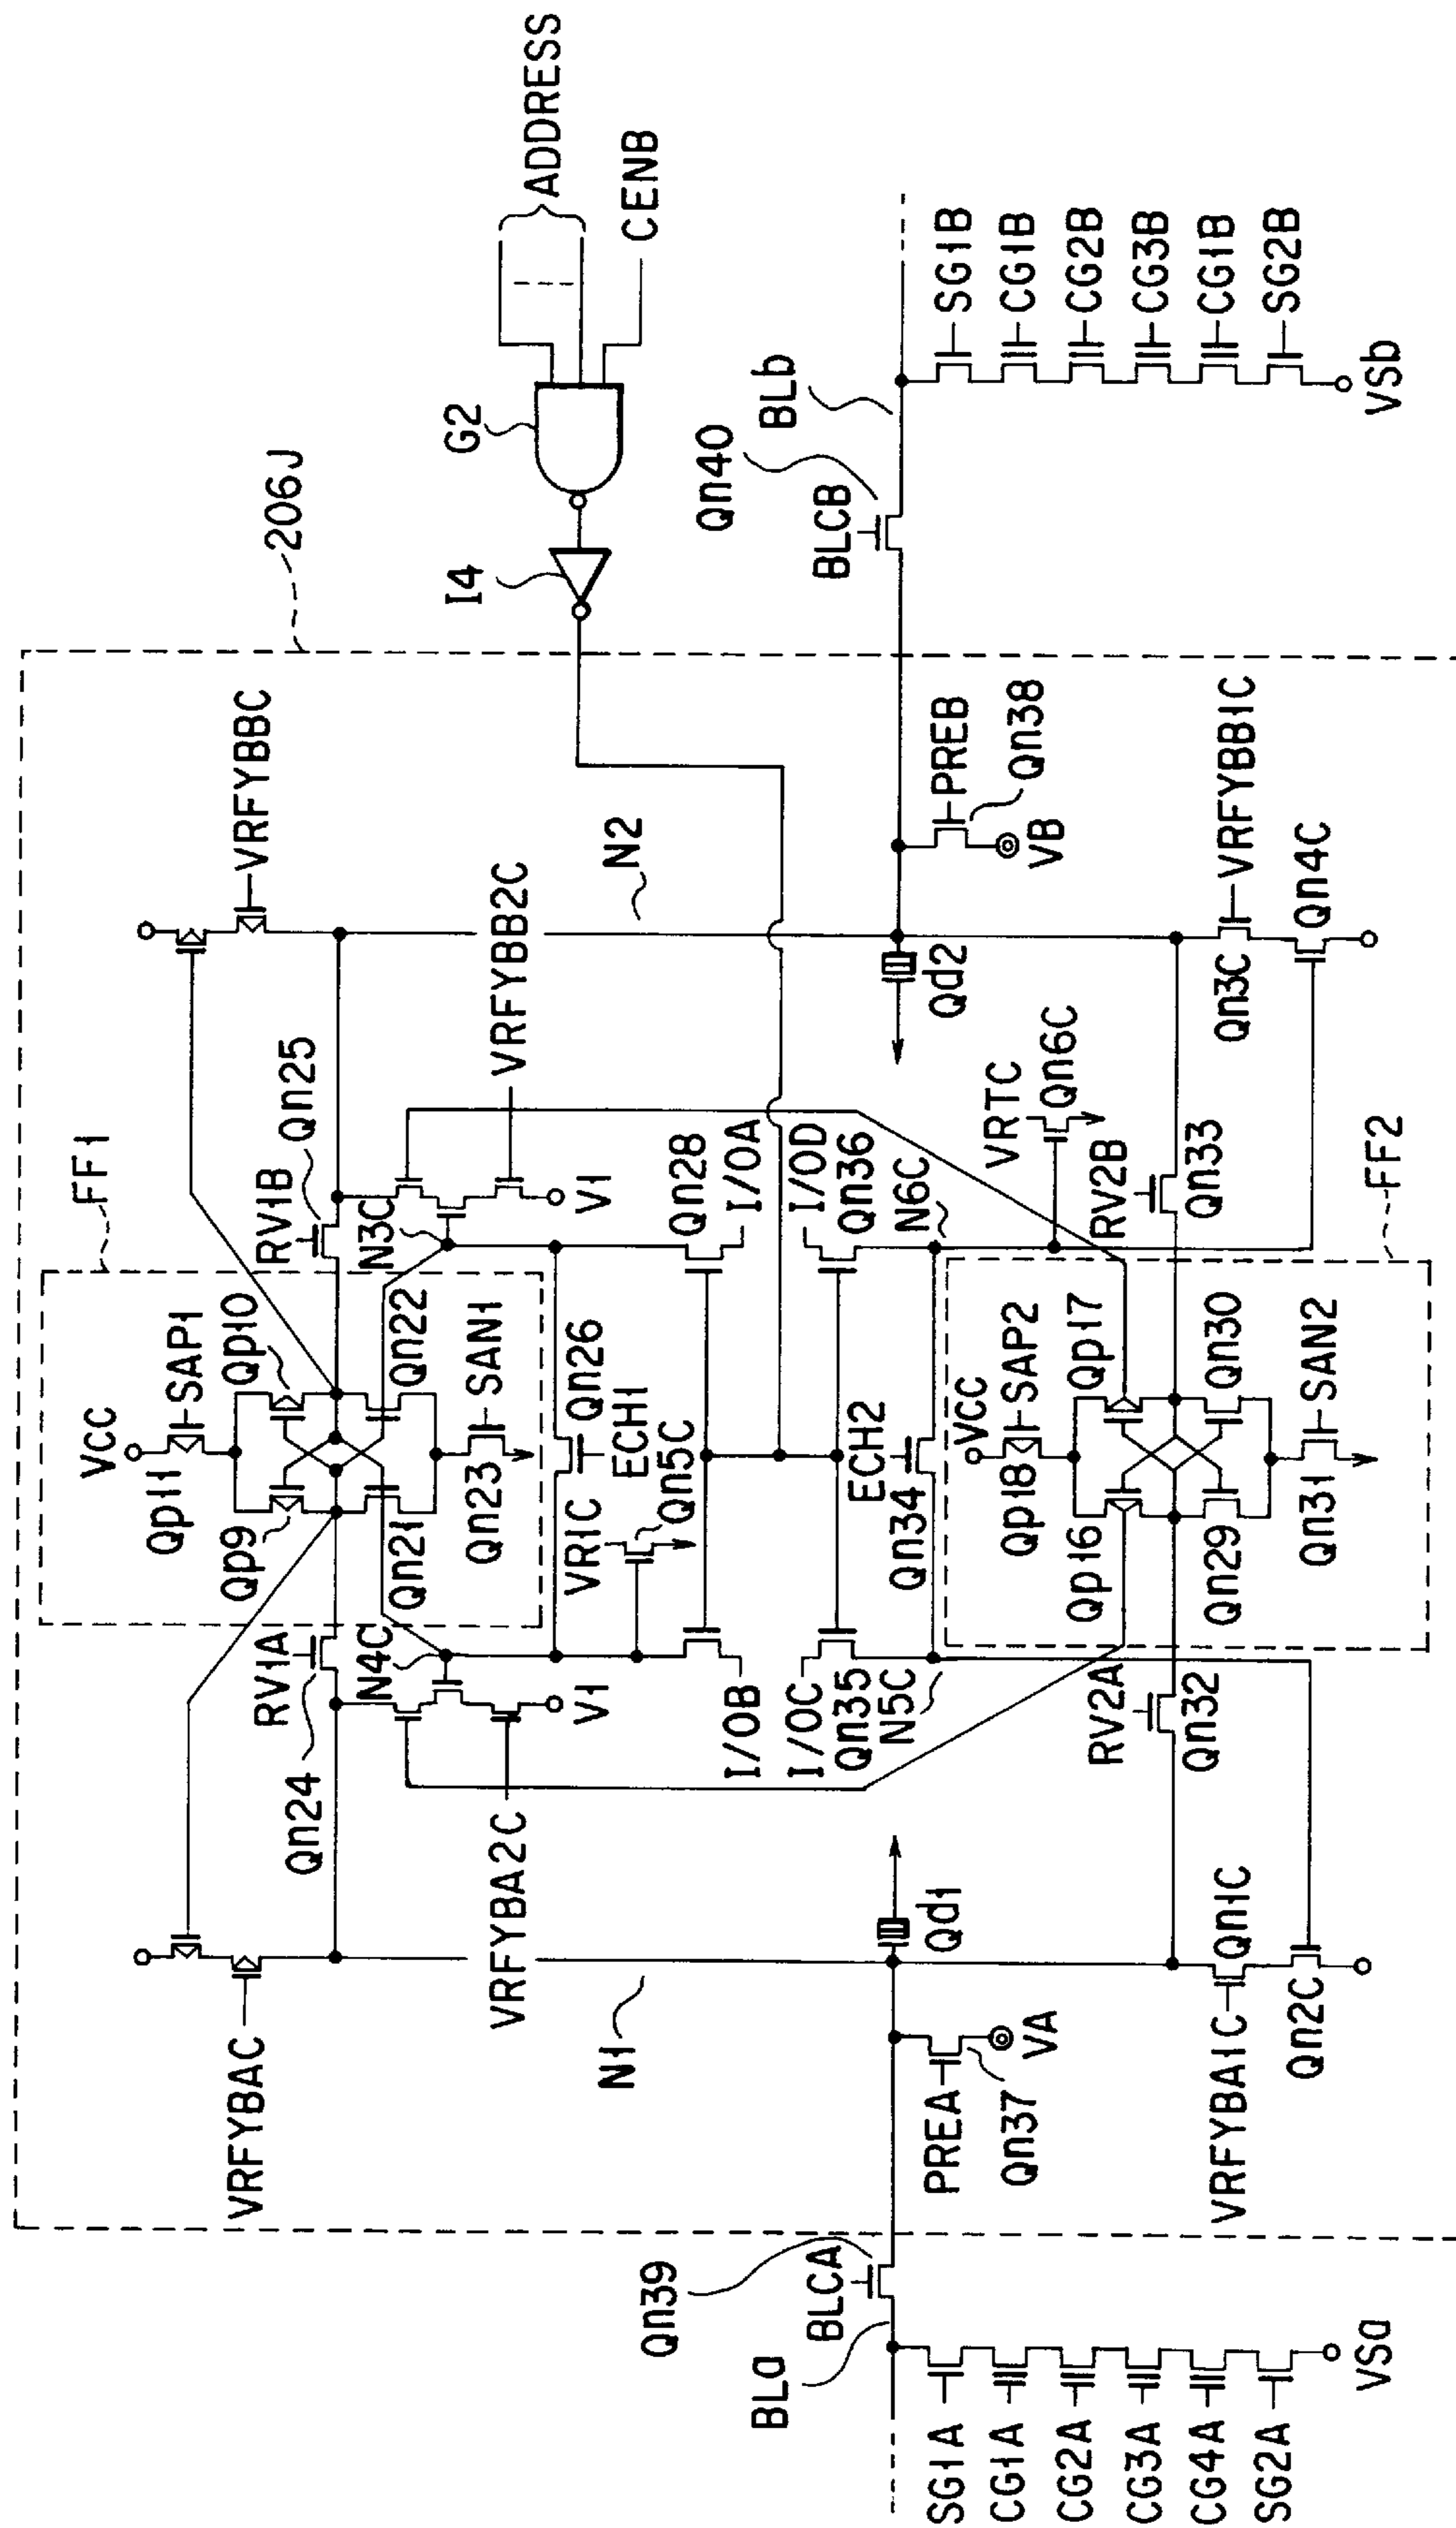 206J
ADDRESS
CENB
G2
I4
VRFYBAC
VRFYBBC
FF1
VCC
Qp11
SAP1
Qp9
Qp10
RV1A
RV1B
Qn24
Qn25
Qn21
Qn22
Qn23
SAN1
N4C
N3C
V1
V1
VRFYBA2C
VRFYBB2C
VR1C
Qn5C
ECH1
Qn26
N1
N2
I/OB
Qn28
I/OA
I/OC
Qn35
I/OD
Qn36
N5C
N6C
ECH2
Qn34
VRTC
Qn6C
BLCA
Qn39
BLa
BLCB
Qn40
BLb
Qd1
Qd2
PREA
Qn37
VA
PREB
Qn38
VB
FF2
VCC
Qp18
SAP2
Qp16
Qp17
RV2A
RV2B
Qn32
Qn33
Qn29
Qn30
Qn31
SAN2
VRFYBA1C
Qn1C
Qn2C
Qn3C
VRFYBB1C
Qn4C
SG1A
CG1A
CG2A
CG3A
CG4A
SG2A
VSa
SG1B
CG1B
CG2B
CG3B
CG1B
SG2B
VSb